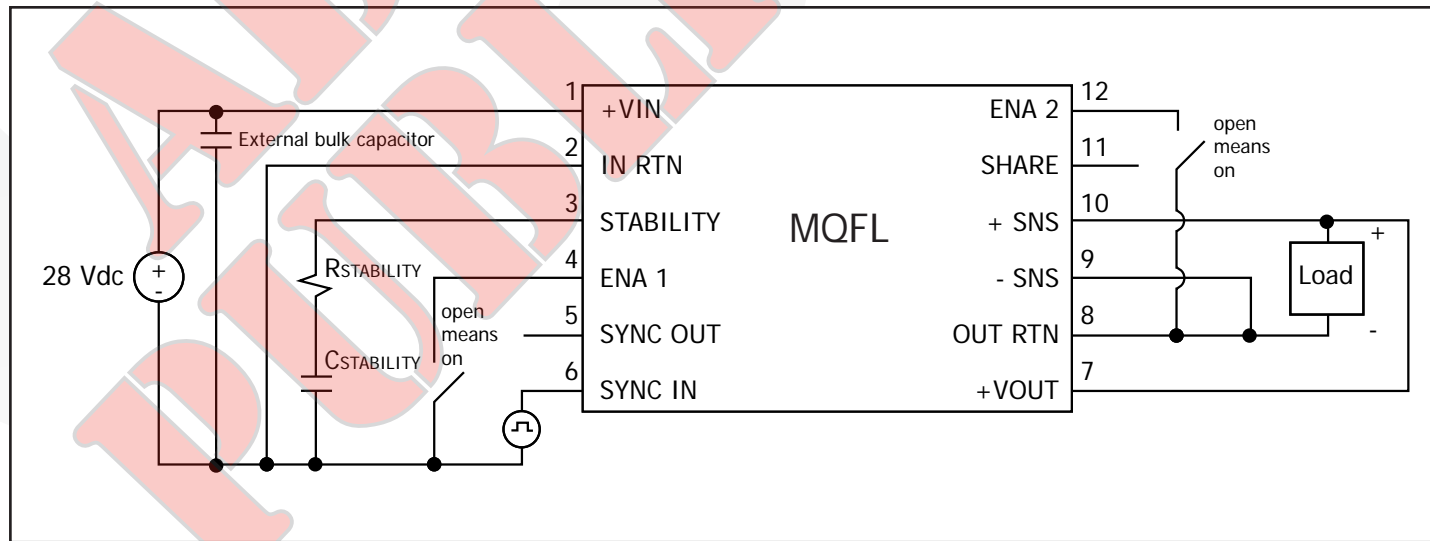 1
+VIN
External bulk capacitor
2
IN RTN
3
STABILITY
RSTABILITY
4
ENA 1
28 Vdc
+
-
open
means
on
5
SYNC OUT
CSTABILITY
6
SYNC IN
MQFL
12
ENA 2
open
means
on
11
SHARE
10
+ SNS
+
Load
9
- SNS
8
OUT RTN
-
7
+VOUT
PUBL